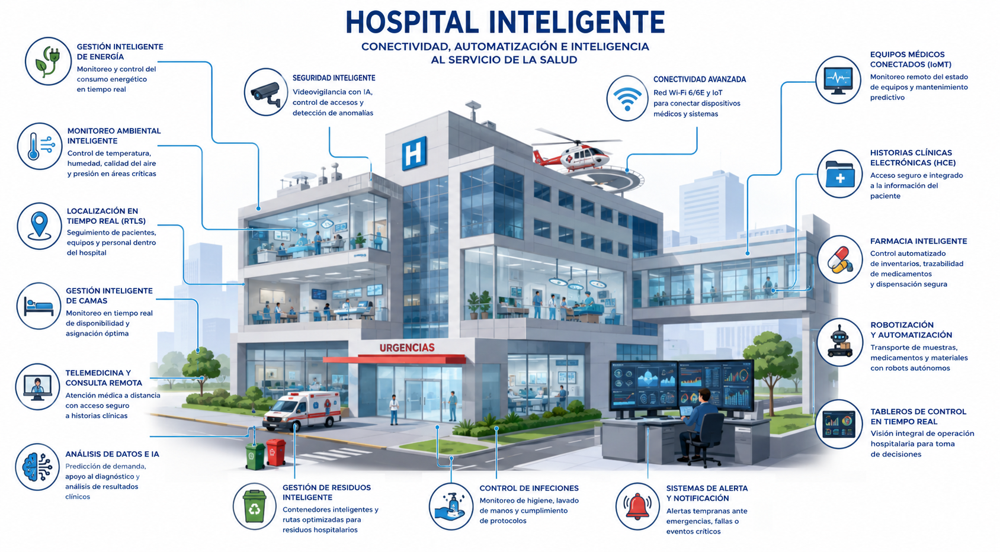 HOSPITAL INTELIGENTE
CONECTIVIDAD, AUTOMATIZACIÓN E INTELIGENCIA
AL SERVICIO DE LA SALUD
GESTIÓN INTELIGENTE
DE ENERGÍA
Monitoreo y control del
consumo energético
en tiempo real
MONITOREO AMBIENTAL
INTELIGENTE
Control de temperatura,
humedad, calidad del aire
y presión en áreas críticas
LOCALIZACIÓN EN
TIEMPO REAL (RTLS)
Seguimiento de pacientes,
equipos y personal dentro
del hospital
GESTIÓN INTELIGENTE
DE CAMAS
Monitoreo en tiempo real
de disponibilidad y
asignación óptima
TELEMEDICINA Y
CONSULTA REMOTA
Atención médica a distancia
con acceso seguro
a historias clínicas
ANÁLISIS DE DATOS E IA
Predicción de demanda,
apoyo al diagnóstico y
análisis de resultados
clínicos
SEGURIDAD INTELIGENTE
Videovigilancia con IA,
control de accesos y
detección de anomalías
CONECTIVIDAD AVANZADA
Red Wi-Fi 6/6E y IoT
para conectar dispositivos
médicos y sistemas
H
URGENCIAS
EQUIPOS MÉDICOS
CONECTADOS (IoMT)
Monitoreo remoto del estado
de equipos y mantenimiento
predictivo
HISTORIAS CLÍNICAS
ELECTRÓNICAS (HCE)
Acceso seguro e integrado
a la información del
paciente
FARMACIA INTELIGENTE
Control automatizado
de inventarios, trazabilidad
de medicamentos
y dispensación segura
ROBOTIZACIÓN
Y AUTOMATIZACIÓN
Transporte de muestras,
medicamentos y materiales
con robots autónomos
TABLEROS DE CONTROL
EN TIEMPO REAL
Visión integral de operación
hospitalaria para toma
de decisiones
GESTIÓN DE RESIDUOS
INTELIGENTE
Contenedores inteligentes y
rutas optimizadas para
residuos hospitalarios
CONTROL DE INFECIONES
Monitoreo de higiene, lavado
de manos y cumplimiento
de protocolos
SISTEMAS DE ALERTA
Y NOTIFICACIÓN
Alertas tempranas ante
emergencias, fallas o
eventos críticos